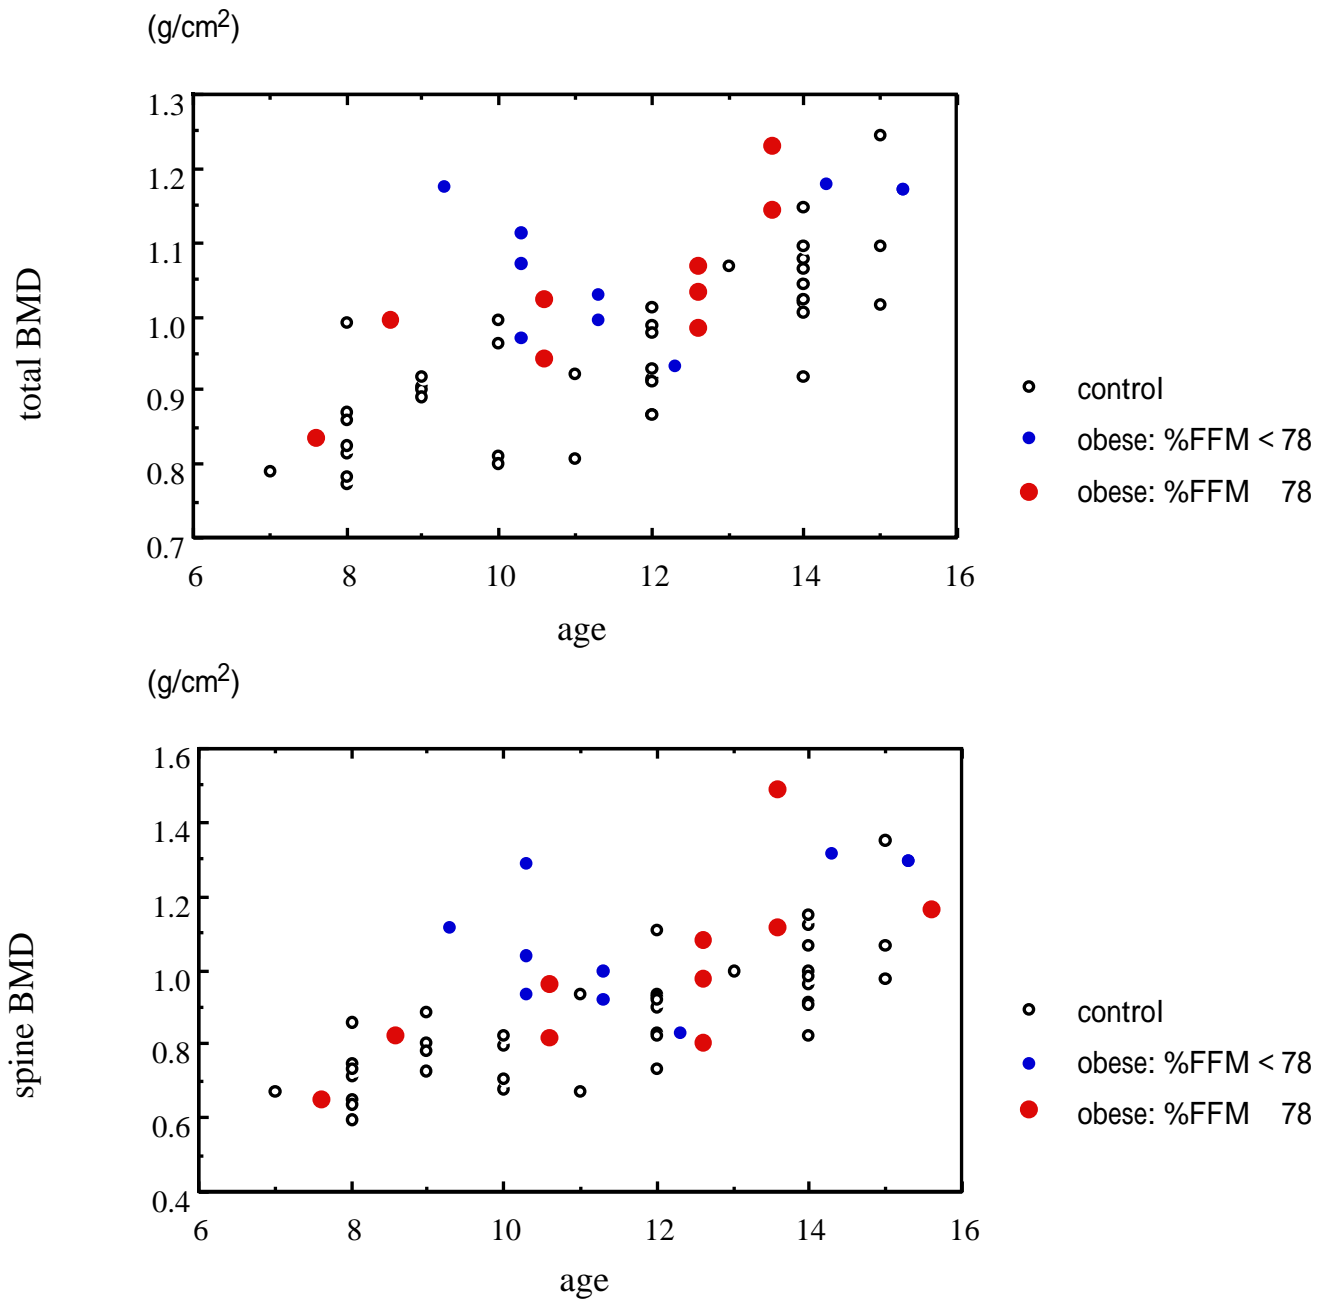 (g/cm2)
1.3
1.2
1.1
1.0
0.9
0.8
0.7
total BMD
6 8 10 12 14 16
age
control
obese: %FFM < 78
obese: %FFM 78
(g/cm2)
1.6
1.4
1.2
1.0
0.8
0.6
0.4
spine BMD
6 8 10 12 14 16
age
control
obese: %FFM < 78
obese: %FFM 78